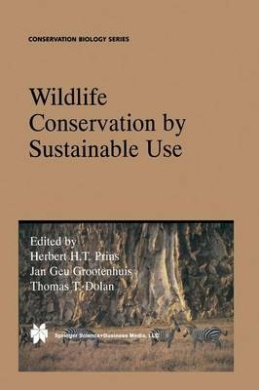 CONSERVATION BIOLOGY SERIES
Wildlife
Conservation by
Sustainable Use
Edited by
Herbert H.T. Prins
Jan Geu Grootenhuis
Thomas T. Dolan
Springer Science+Business Media, LLC